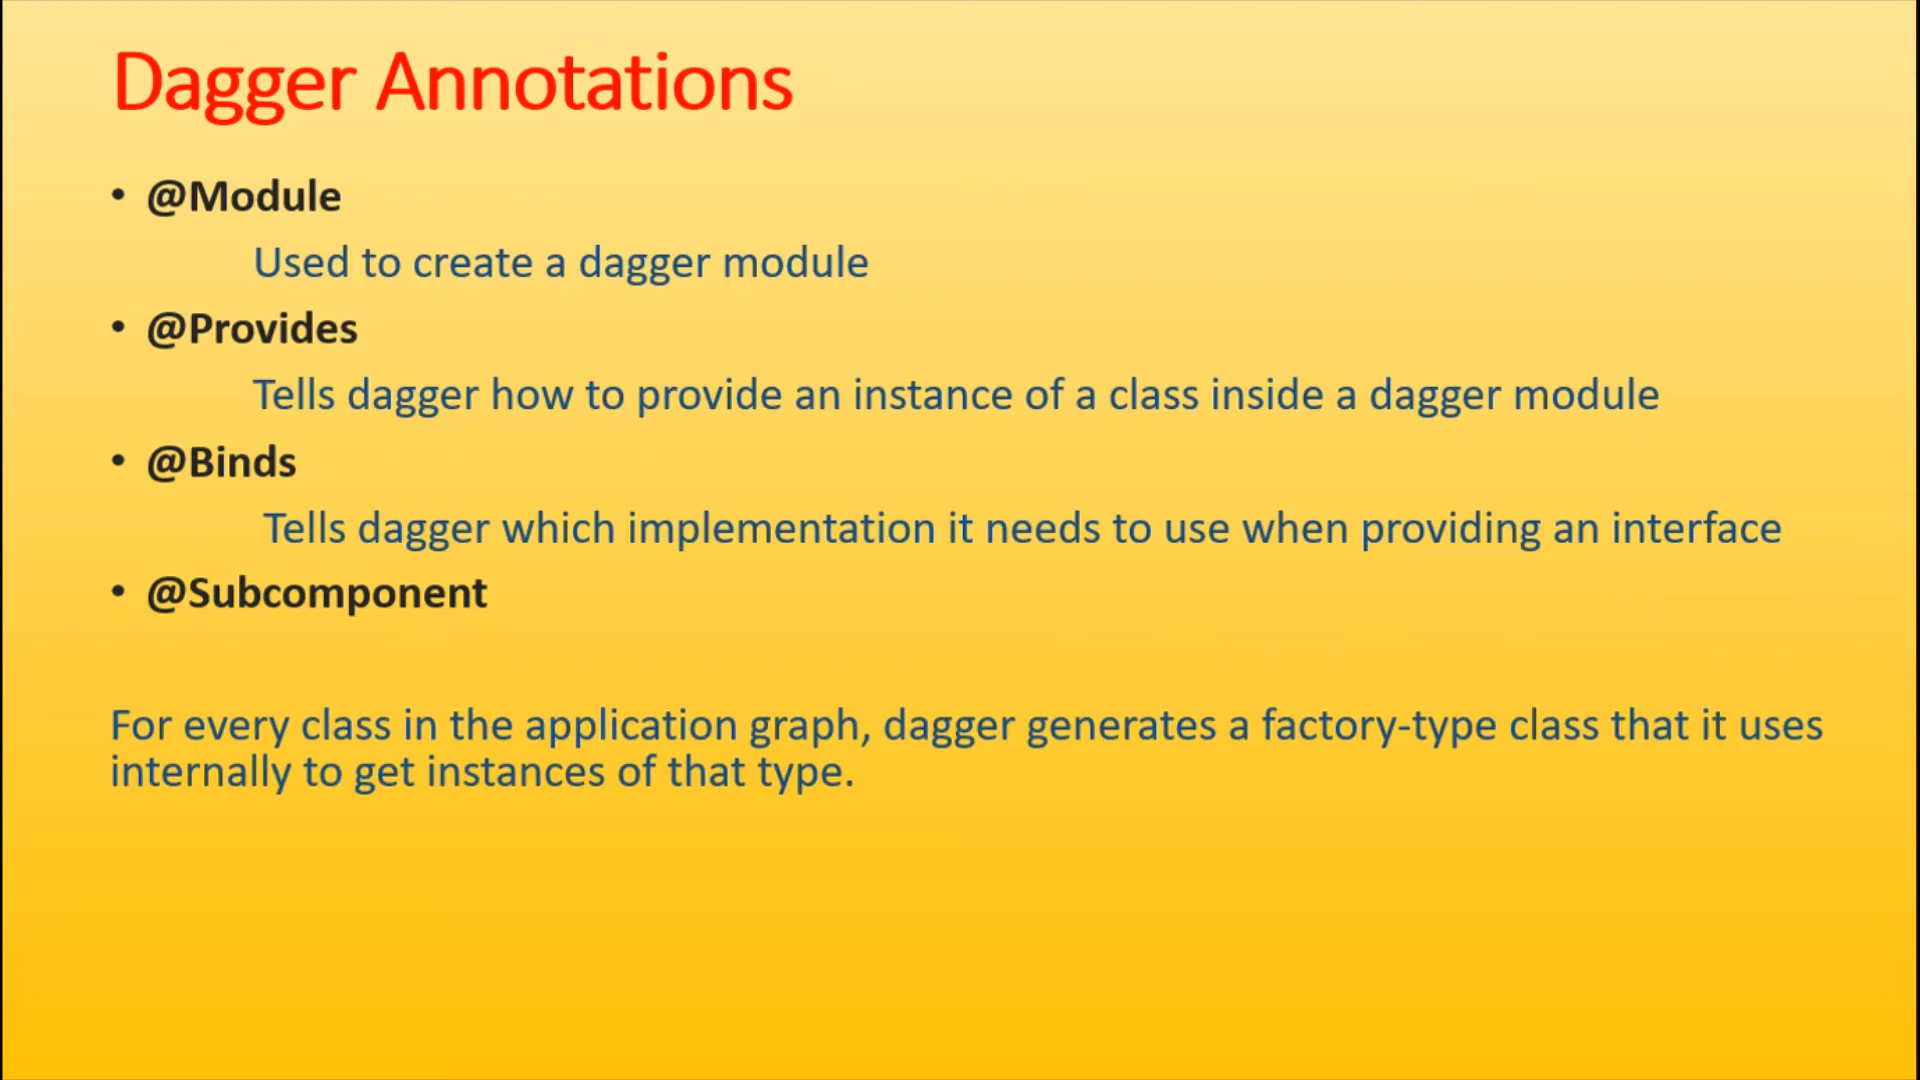 Dagger Annotations
• @Module
Used to create a dagger module
• @Provides
Tells dagger how to provide an instance of a class inside a dagger module
• @Binds
Tells dagger which implementation it needs to use when providing an interface
• @Subcomponent
For every class in the application graph, dagger generates a factory-type class that it uses
internally to get instances of that type.